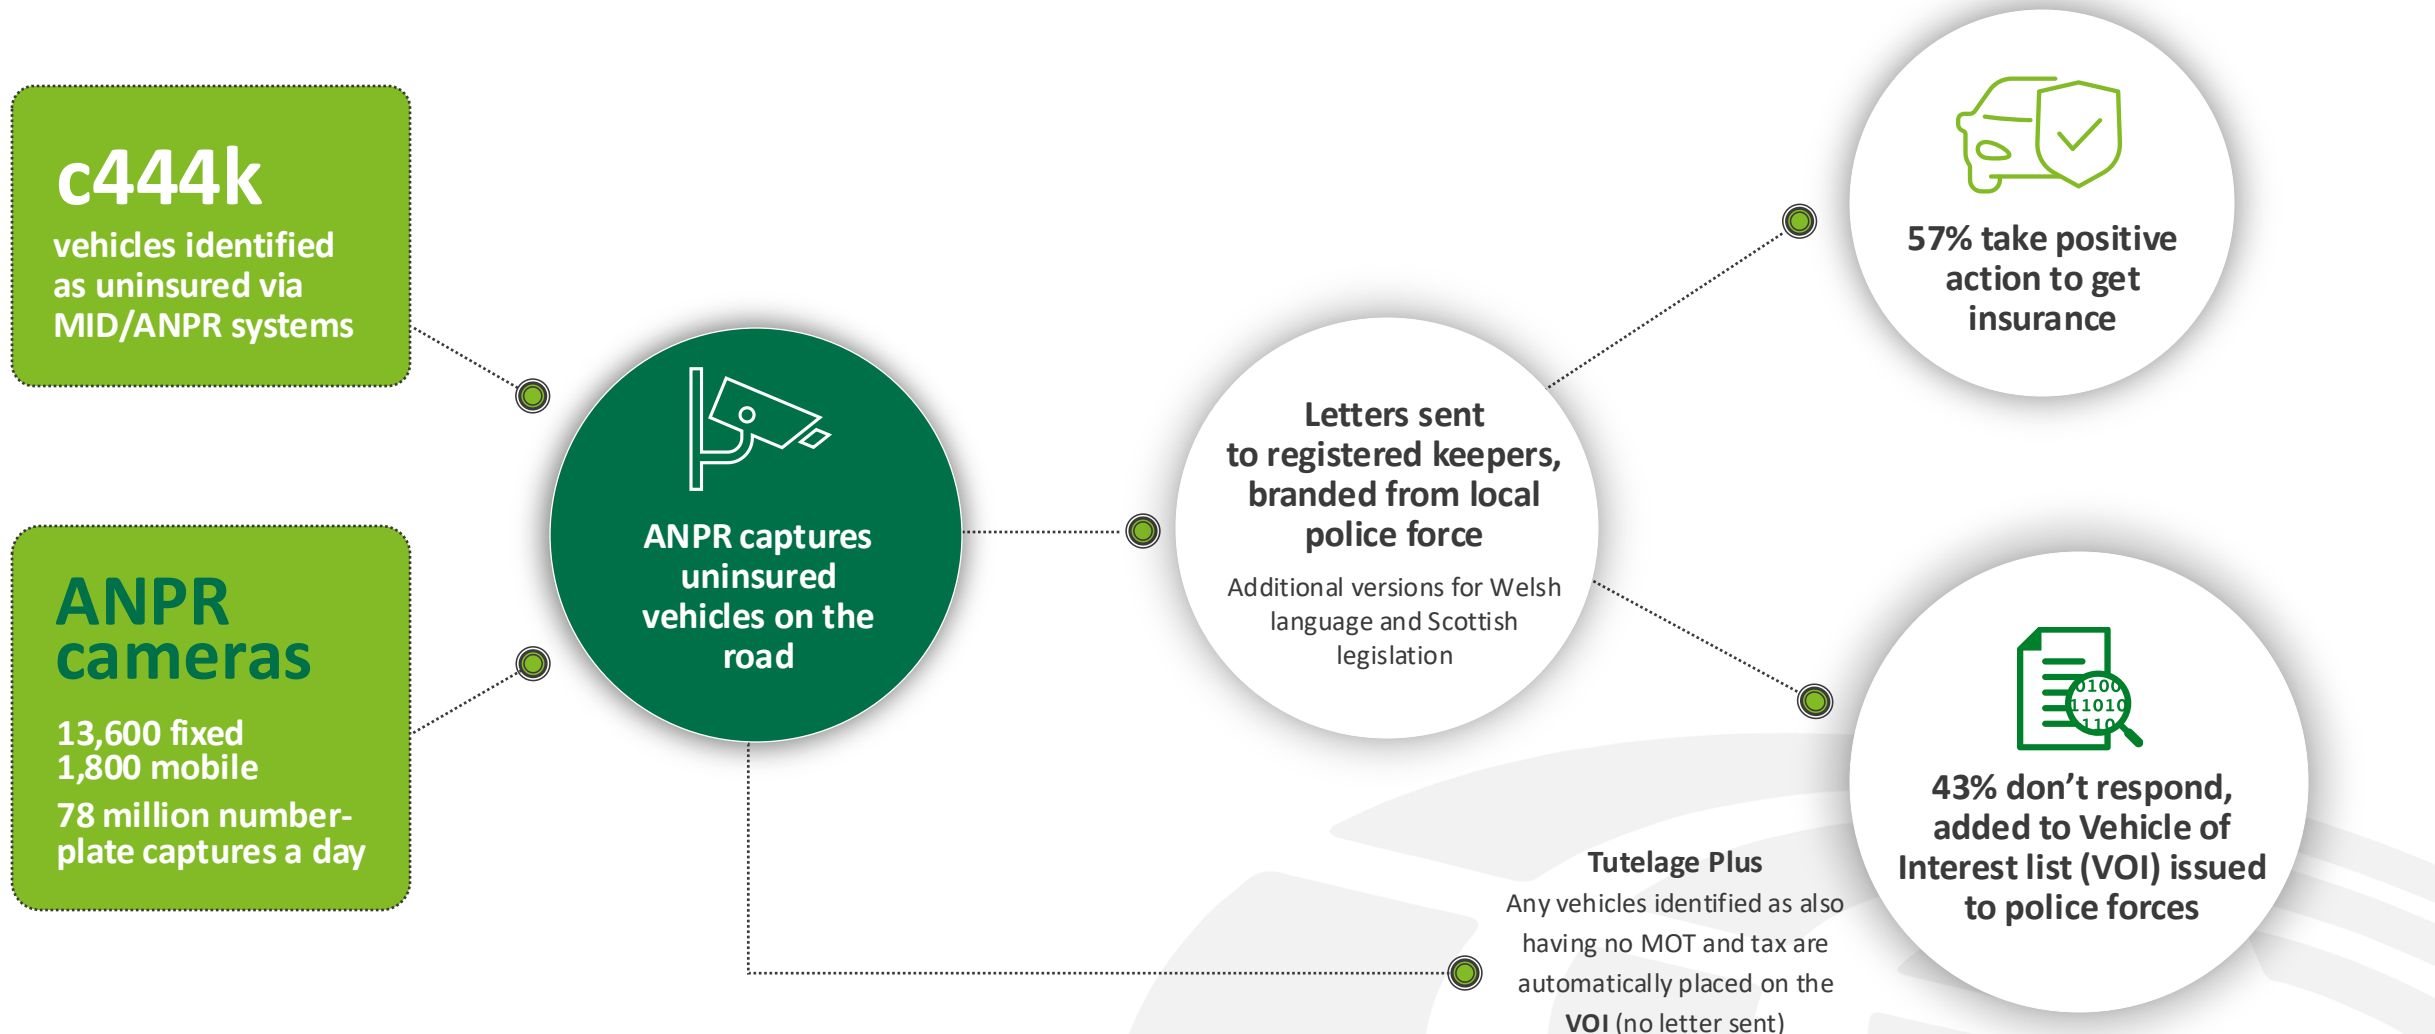 c444k
vehicles identified
as uninsured via
MID/ANPR systems
ANPR
cameras
13,600 fixed
1,800 mobile
78 million number-
plate captures a day
ANPR captures
uninsured
vehicles on the
road
Letters sent
to registered keepers,
branded from local
police force
Additional versions for Welsh
language and Scottish
legislation
57% take positive
action to get
insurance
0100
11010
110
43% don’t respond,
added to Vehicle of
Interest list (VOI) issued
to police forces
Tutelage Plus
Any vehicles identified as also
having no MOT and tax are
automatically placed on the
VOI (no letter sent)